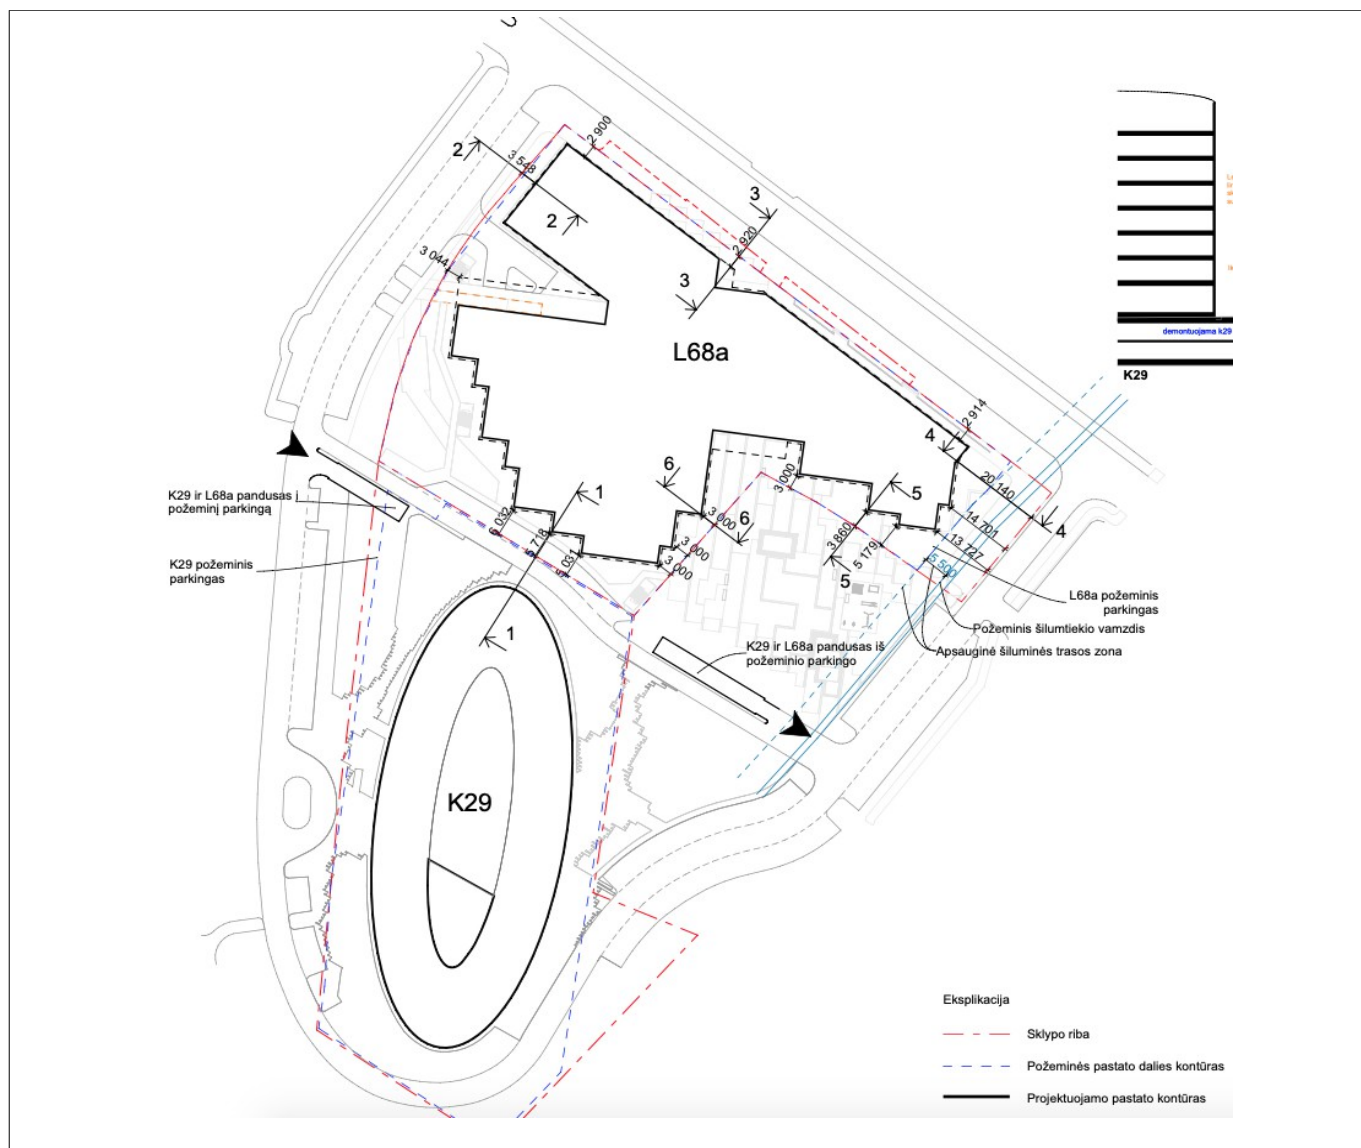 2 900
2
3 548
2
3
2 920
3
3 044
L68a
demontuojama k29
K29
2 914
4
20 140
4
6
3 000
5
1
6 032
5 718
5 031
3 000
6
3 000
3 000
3 860
5 179
5
14 701
13 727
5 500
K29 ir L68a pandusas į
požeminį parkingą
K29 požeminis
parkingas
1
L68a požeminis
parkingas
Požeminis šilumtiekio vamzdis
Apsauginė šiluminės trasos zona
K29 ir L68a pandusas iš
požeminio parkingo
K29
Eksplikacija
Sklypo riba
Požeminės pastato dalies kontūras
Projektuojamo pastato kontūras